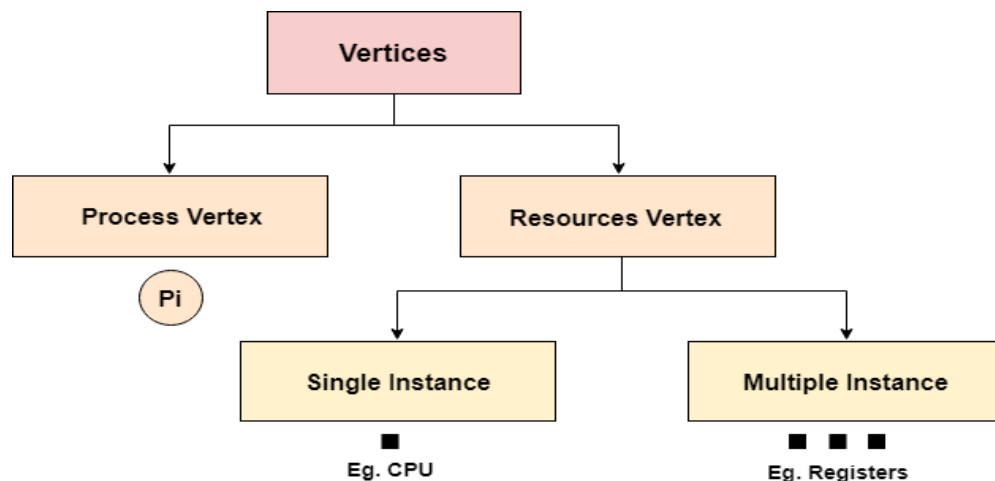 Vertices
Process Vertex
Resources Vertex
Pi
Single Instance
Multiple Instance
Eg. CPU
Eg. Registers